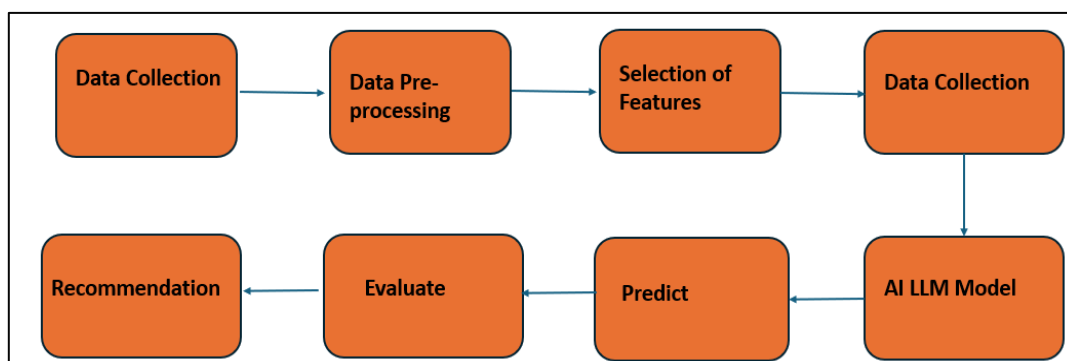 Data Collection
Data Pre-
processing
Selection of
Features
Data Collection
AI LLM Model
Predict
Evaluate
Recommendation